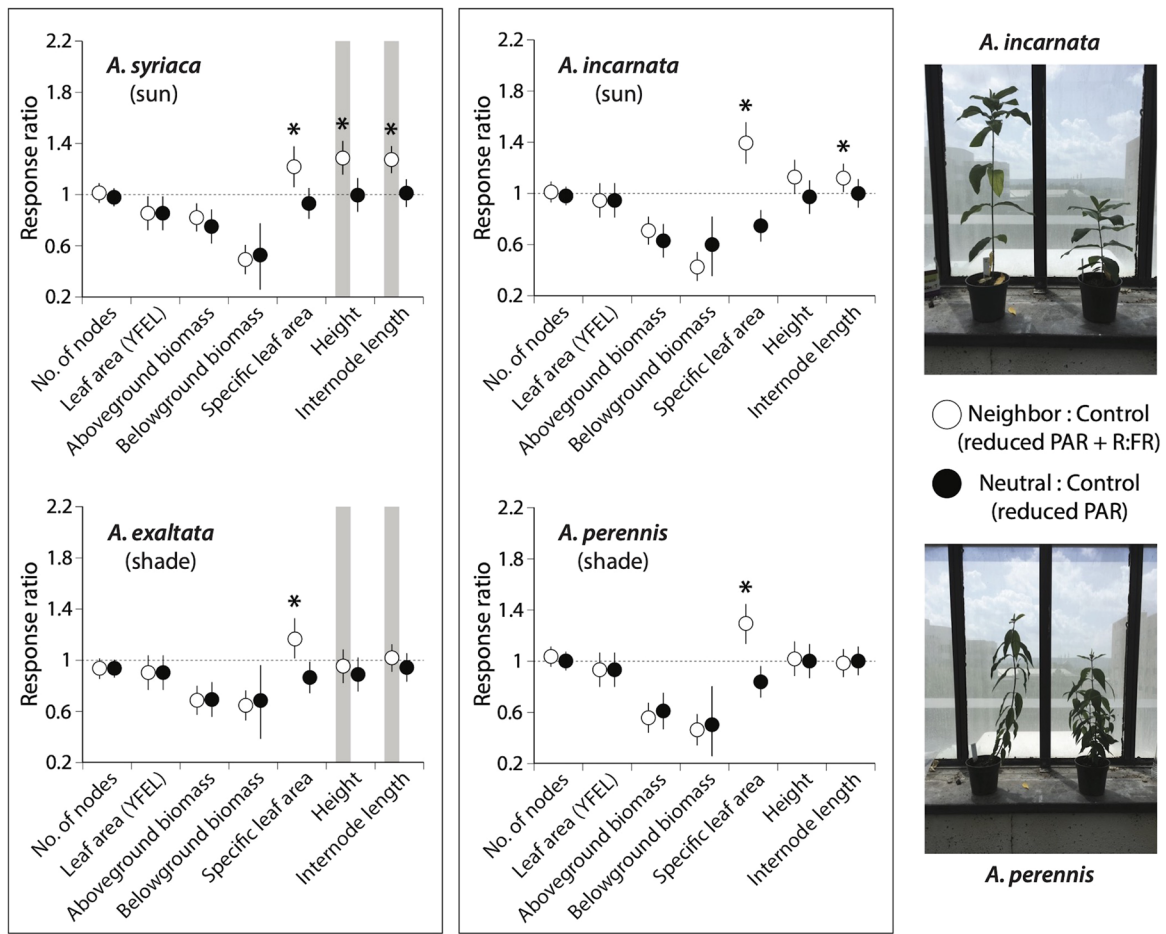 A. syriaca
(sun)
Response ratio
2.2
1.8
1.4
1
0.6
0.2
* * *
No. of nodes
Leaf area (YFEL)
Aboveground biomass
Belowground biomass
Specific leaf area
Height
Internode length
A. incarnata
(sun)
Response ratio
2.2
1.8
1.4
1
0.6
0.2
* *
No. of nodes
Leaf area (YFEL)
Aboveground biomass
Belowground biomass
Specific leaf area
Height
Internode length
A. exaltata
(shade)
Response ratio
2.2
1.8
1.4
1
0.6
0.2
*
No. of nodes
Leaf area (YFEL)
Aboveground biomass
Belowground biomass
Specific leaf area
Height
Internode length
A. perennis
(shade)
Response ratio
2.2
1.8
1.4
1
0.6
0.2
*
No. of nodes
Leaf area (YFEL)
Aboveground biomass
Belowground biomass
Specific leaf area
Height
Internode length
A. incarnata
Neighbor : Control
(reduced PAR + R:FR)
Neutral : Control
(reduced PAR)
A. perennis